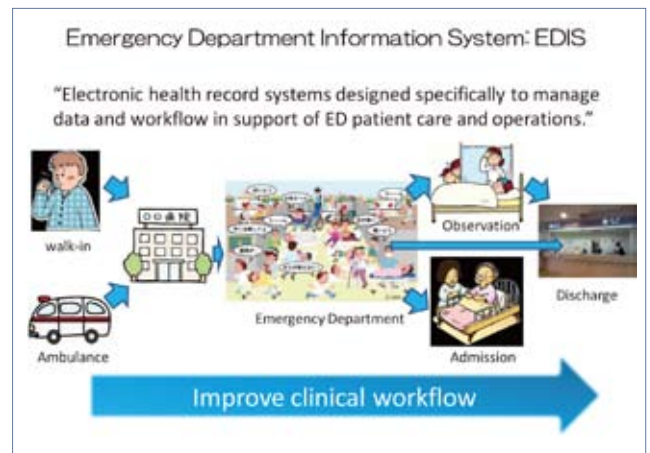 Emergency Department Information System: EDIS
“Electronic health record systems designed specifically to manage
data and workflow in support of ED patient care and operations.”
walk-in
Ambulance
Emergency Department
Observation
Admission
Discharge
Improve clinical workflow